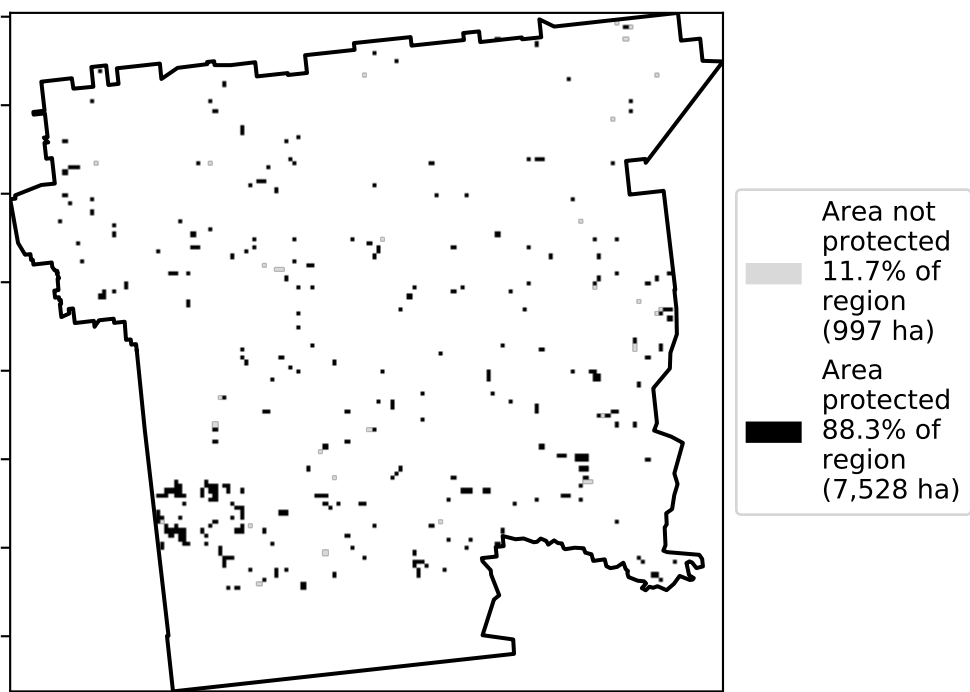 Area not
protected
11.7% of
region
(997 ha)
Area
protected
88.3% of
region
(7,528 ha)